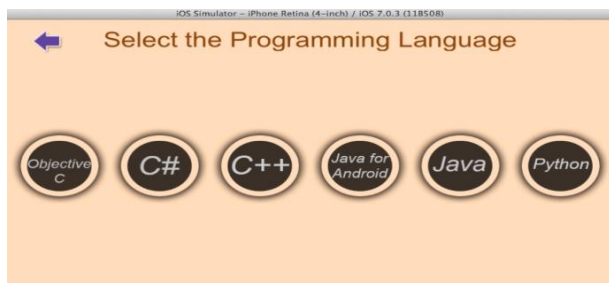 iOS Simulator – iPhone Retina (4-inch) / iOS 7.0.3 (11B508)
Select the Programming Language
Objective
C
C#
C++
Java for
Android
Java
Python